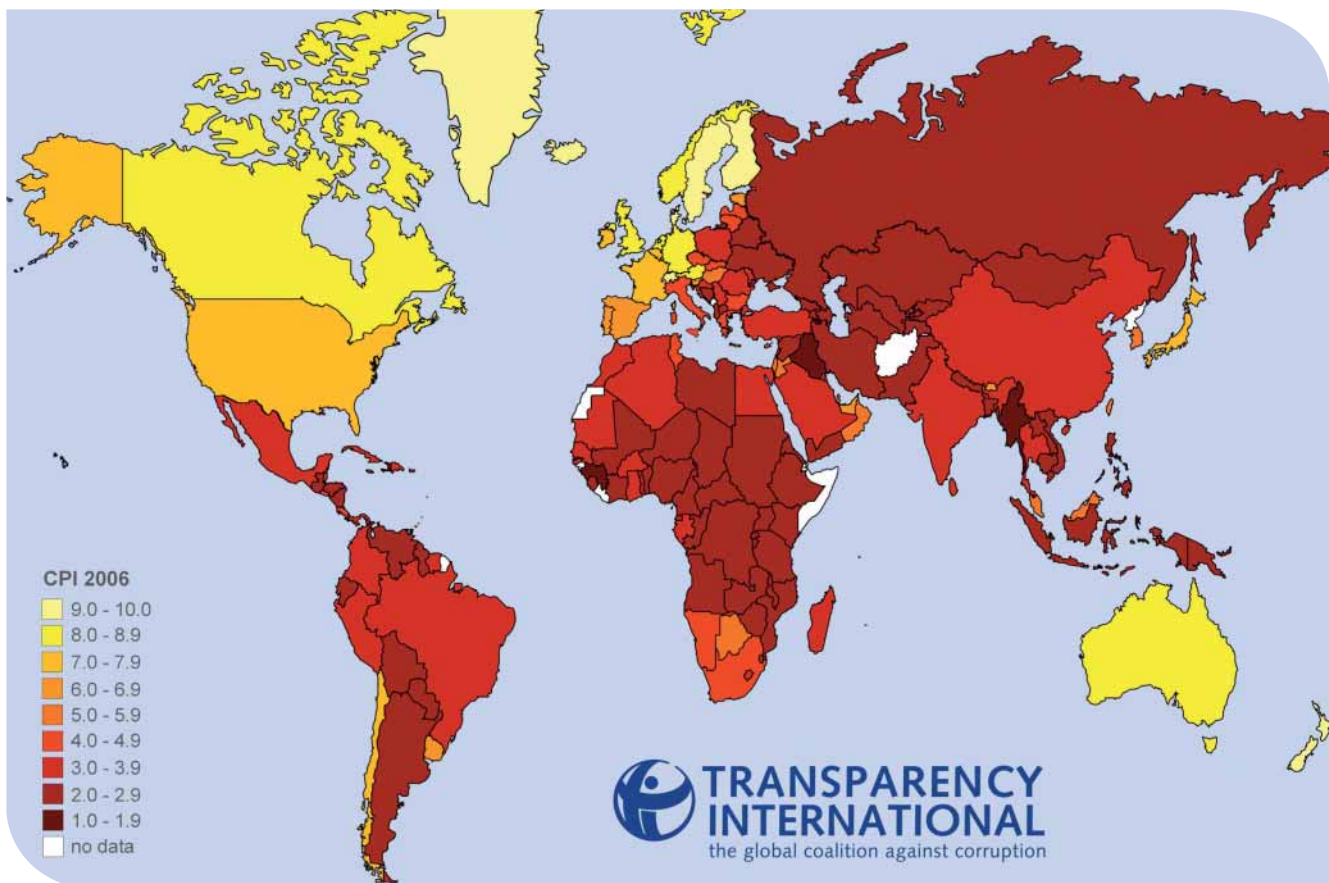 CPI 2006
9.0 - 10.0
8.0 - 8.9
7.0 - 7.9
6.0 - 6.9
5.0 - 5.9
4.0 - 4.9
3.0 - 3.9
2.0 - 2.9
1.0 - 1.9
no data
TRANSPARENCY
INTERNATIONAL
the global coalition against corruption